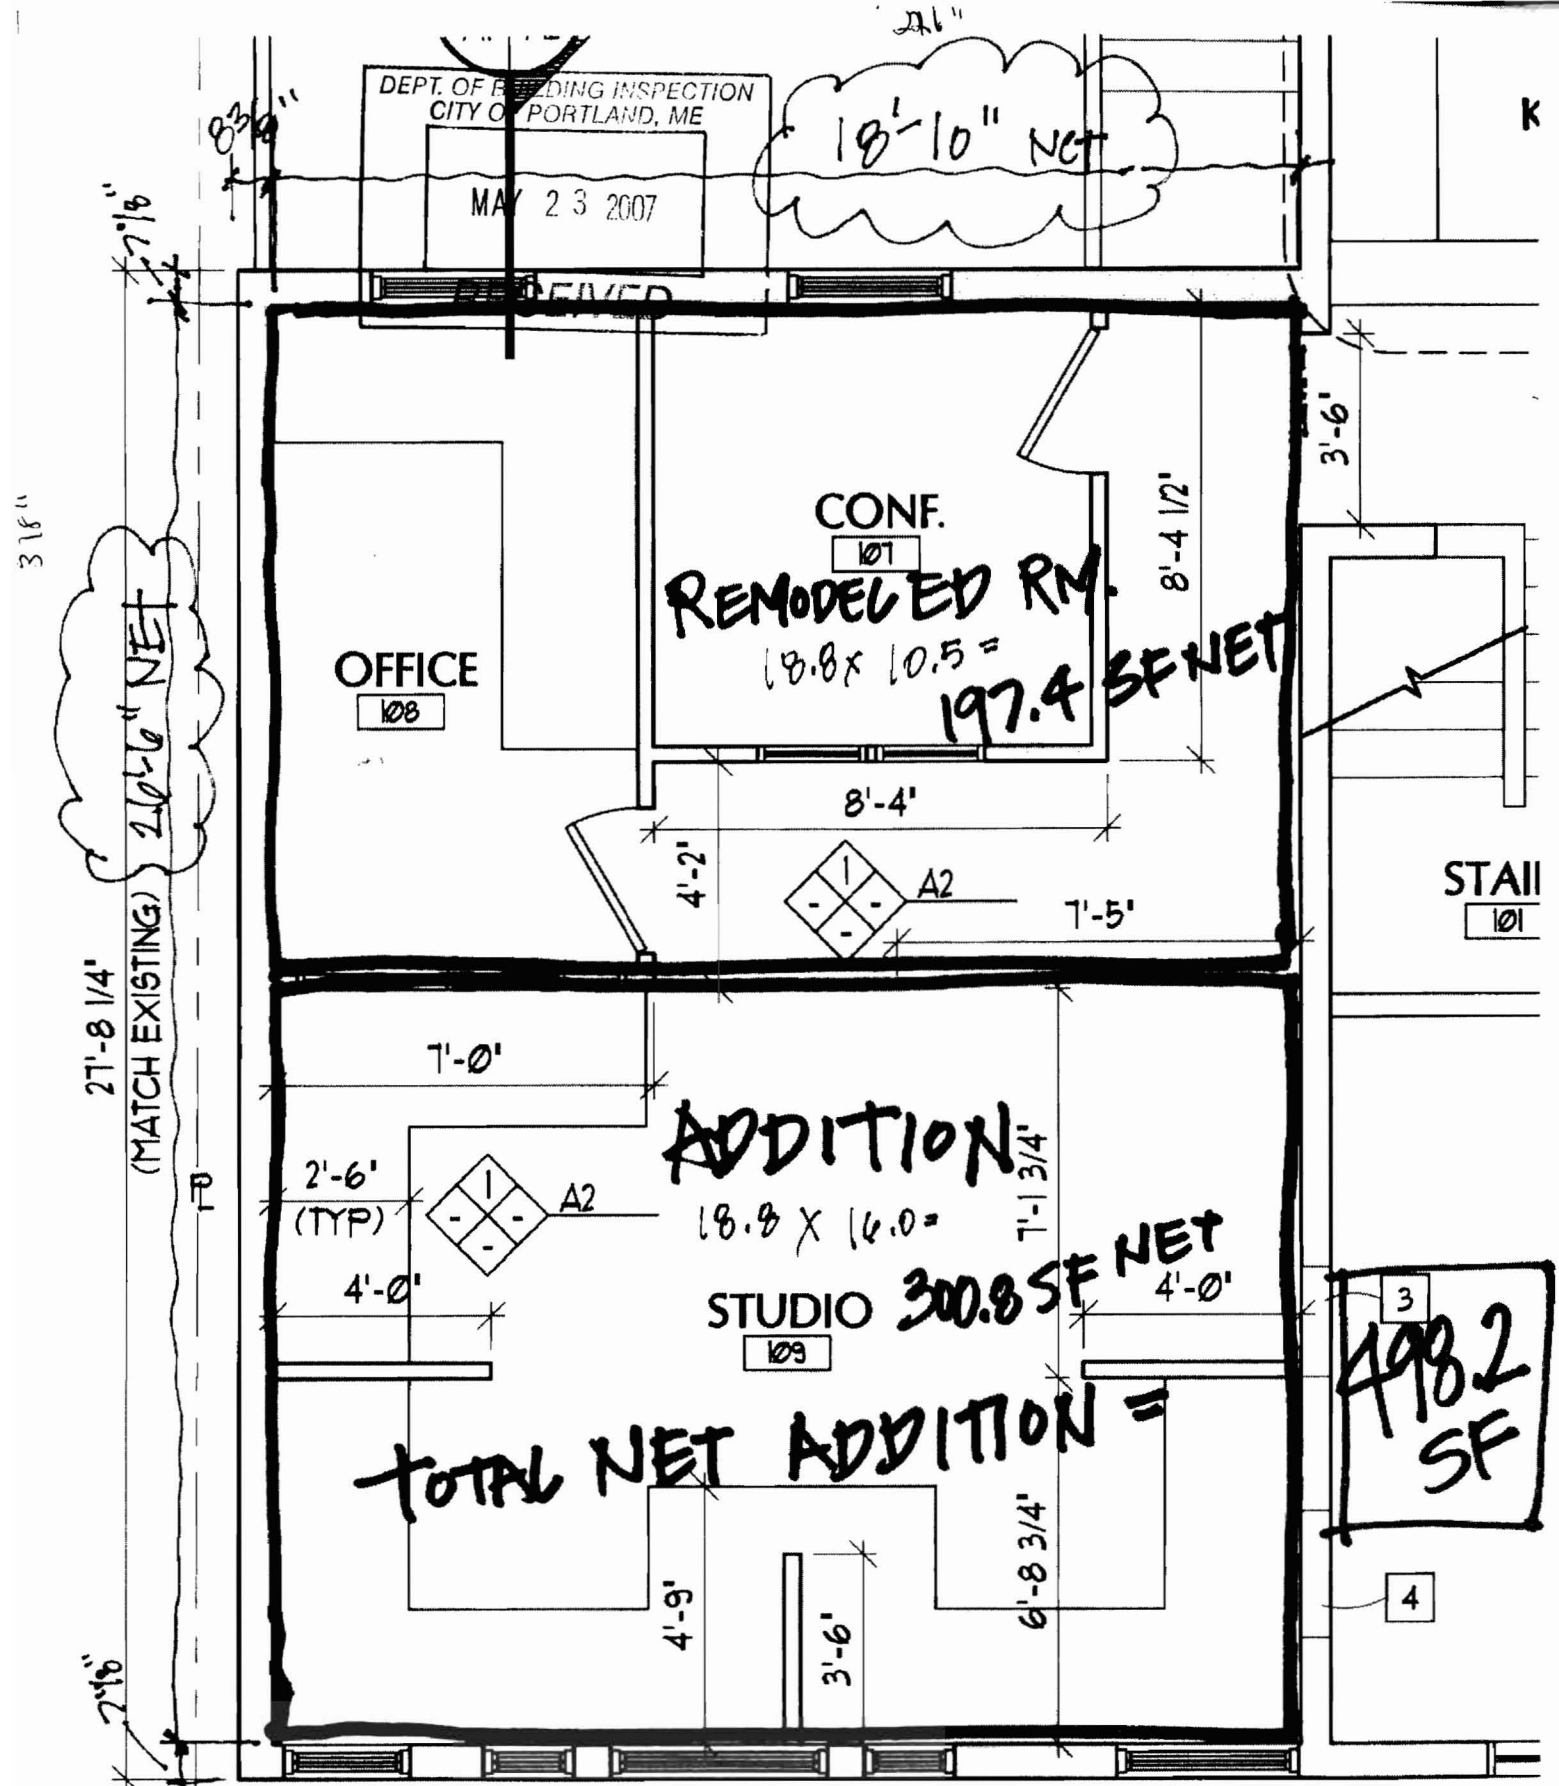 DEPT. OF BUILDING INSPECTION
CITY OF PORTLAND, ME
MAY 23 2007
RECEIVED
18'-10" NET
K
3'-6"
8'-4 1/2"
CONF.
107
REMODELED RM.
18.8 x 10.5 =
197.4 SF NET
OFFICE
108
26'-6" NET
27'-8 1/4"
(MATCH EXISTING)
8'-4"
4'-2"
1
A2
7'-5"
STAI
101
7'-0"
ADDITION
7'-1 3/4"
2'-6"
(TYP)
1
A2
18.8 x 16.0 =
300.8 SF NET
4'-0"
4'-0"
STUDIO
109
3
498.2
SF
TOTAL NET ADDITION =
4'-9"
3'-6"
6'-8 3/4"
4